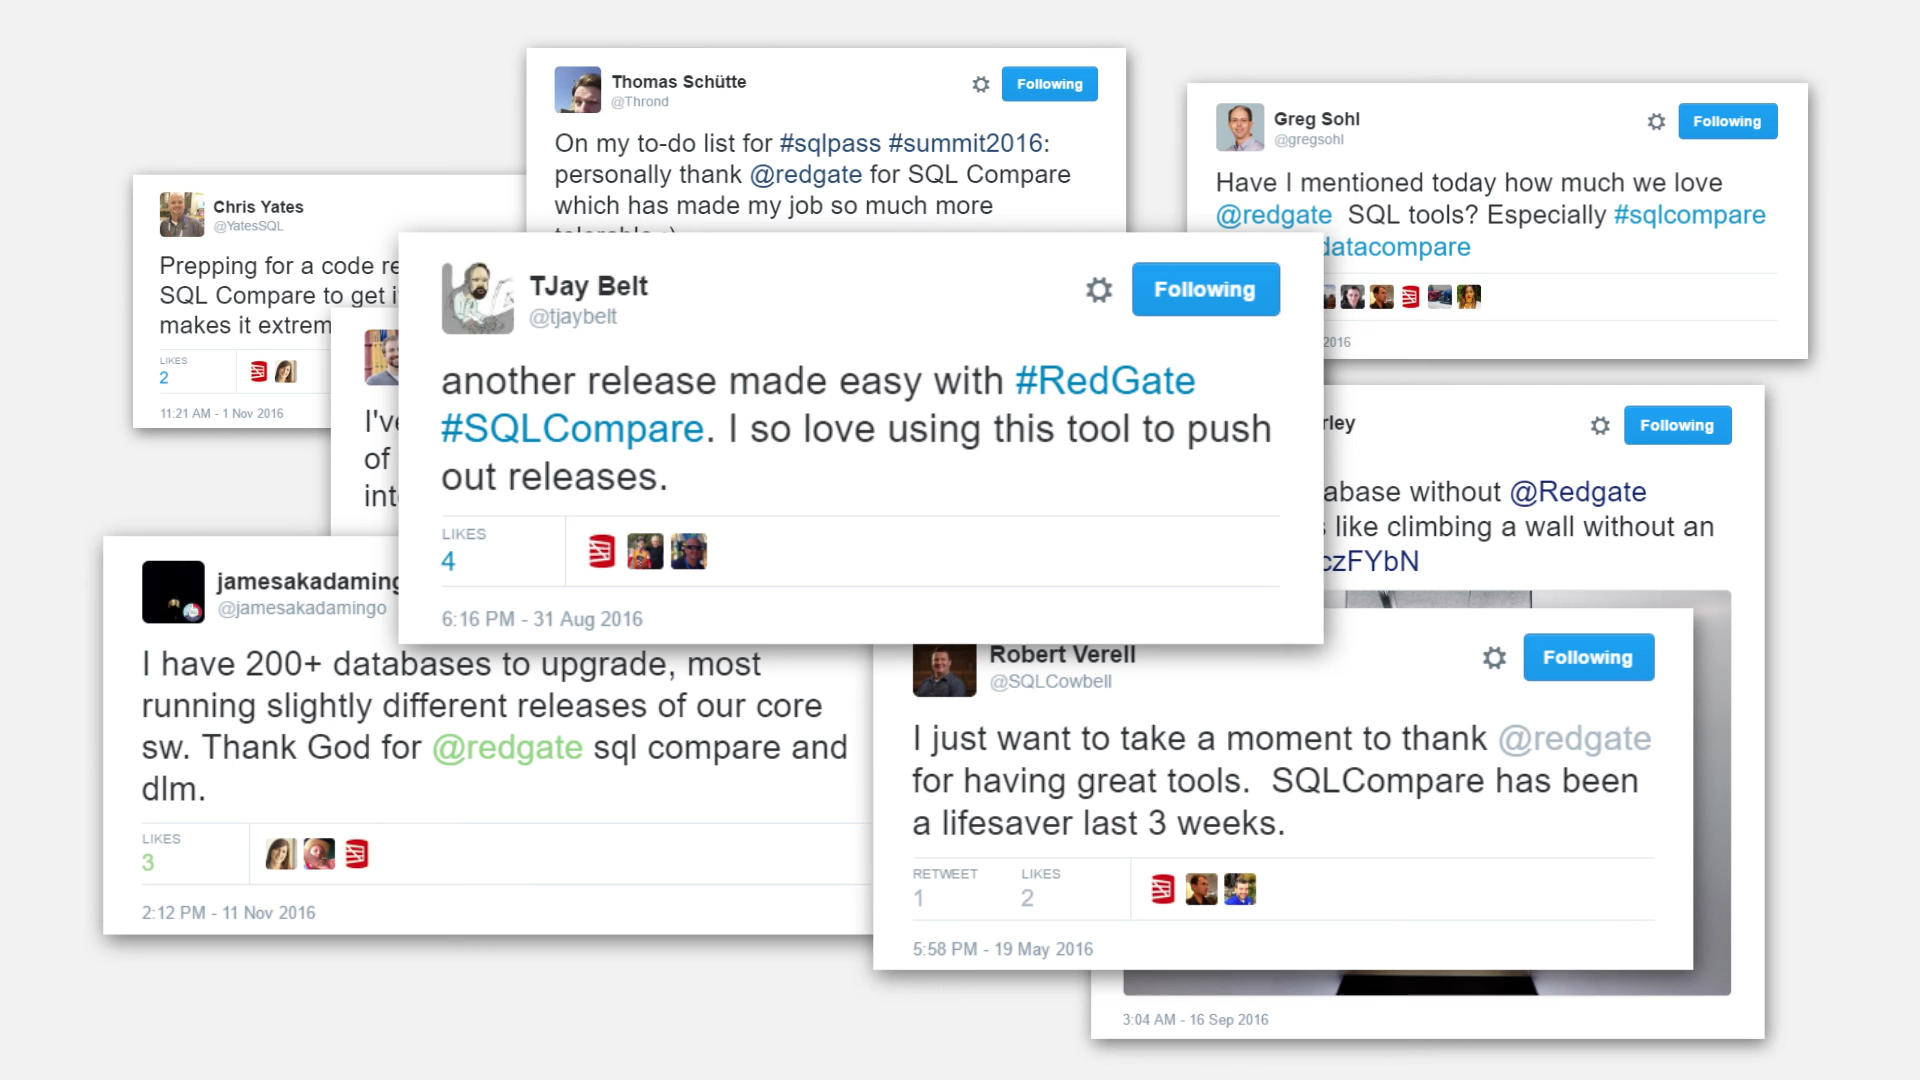 Thomas Schütte
@Thrond
Following
On my to-do list for #sqlpass #summit2016:
personally thank @redgate for SQL Compare
which has made my job so much more
Greg Sohl
@gregsohl
Following
Have I mentioned today how much we love
@redgate SQL tools? Especially #sqlcompare
datacompare
2016
Chris Yates
@YatesSQL
Prepping for a code re
SQL Compare to get i
makes it extrem
LIKES
2
11:21 AM - 1 Nov 2016
I've
of
int
TJay Belt
@tjaybelt
Following
another release made easy with #RedGate
#SQLCompare. I so love using this tool to push
out releases.
LIKES
4
6:16 PM - 31 Aug 2016
rley
Following
abase without @Redgate
s like climbing a wall without an
czFYbN
3:04 AM - 16 Sep 2016
jamesakadamingo
@jamesakadamingo
I have 200+ databases to upgrade, most
running slightly different releases of our core
sw. Thank God for @redgate sql compare and
dlm.
LIKES
3
2:12 PM - 11 Nov 2016
Robert Verell
@SQLCowbell
Following
I just want to take a moment to thank @redgate
for having great tools.  SQLCompare has been
a lifesaver last 3 weeks.
RETWEET LIKES
1 2
5:58 PM - 19 May 2016